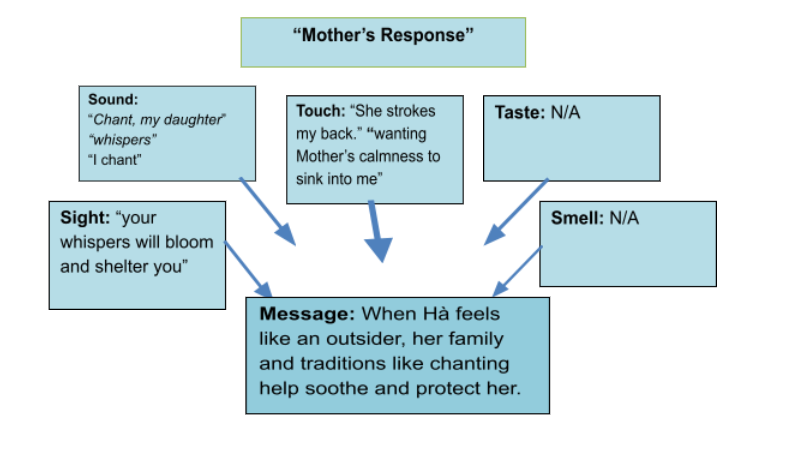 “Mother’s Response”
Sound:
“Chant, my daughter”
“whispers”
“I chant”
Touch: “She strokes
my back.” “wanting
Mother’s calmness to
sink into me”
Taste: N/A
Sight: “your
whispers will bloom
and shelter you”
Smell: N/A
Message: When Hà feels
like an outsider, her family
and traditions like chanting
help soothe and protect her.